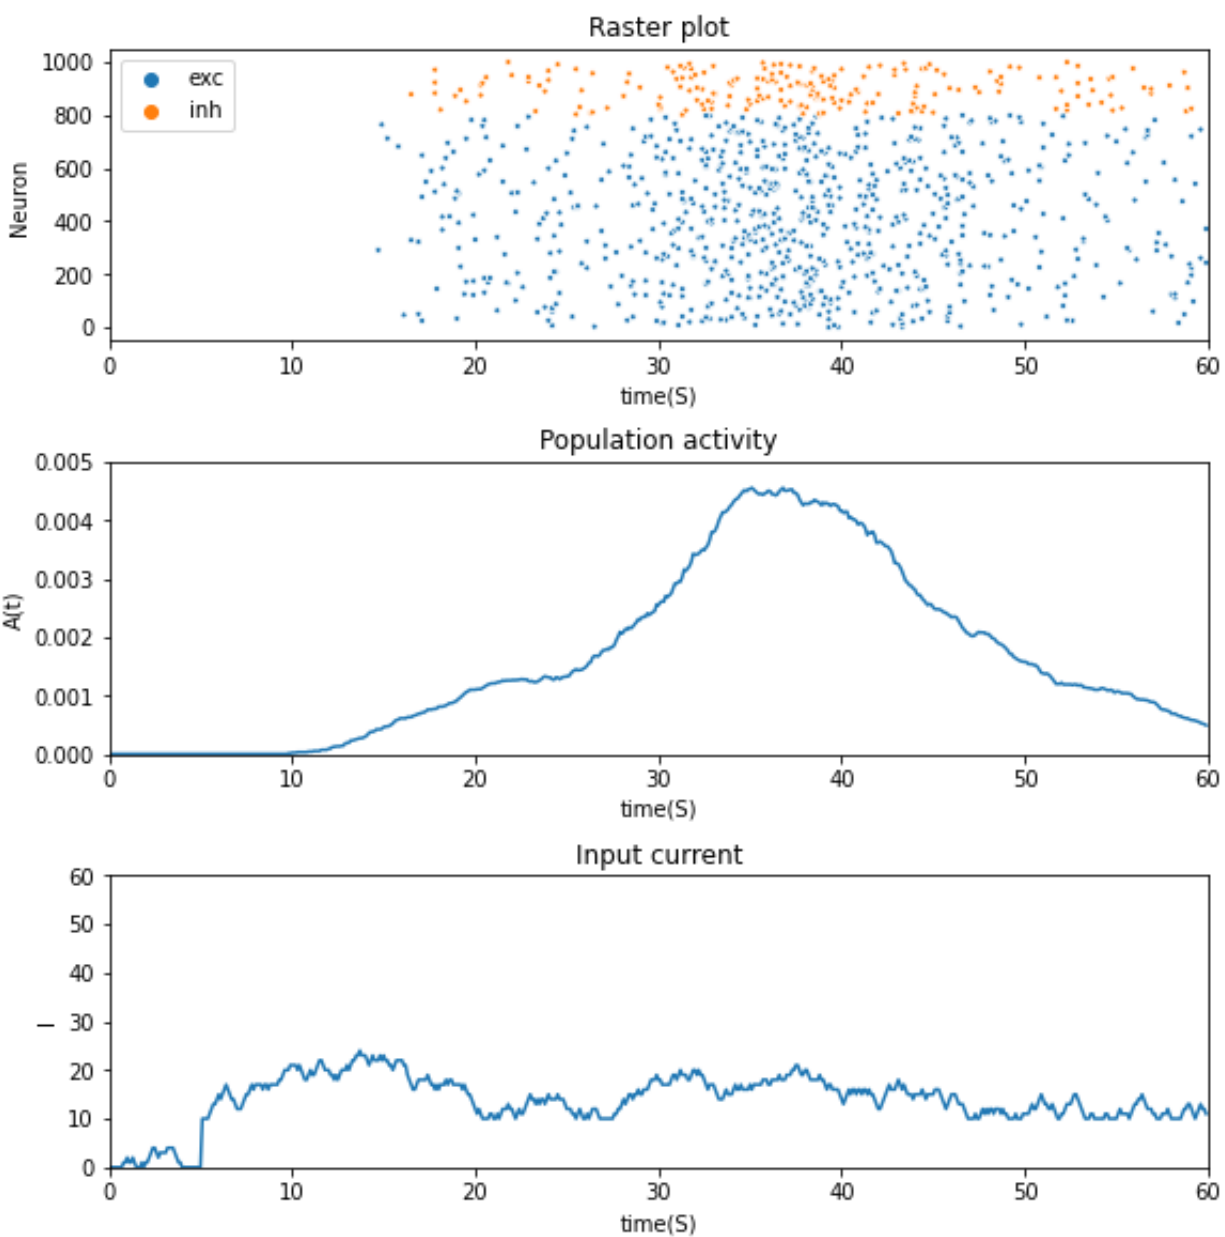 Raster plot
1000
800
600
400
200
0
Neuron
exc
inh
0 10 20 30 40 50 60
time(S)
Population activity
0.005
0.004
0.003
0.002
0.001
0.000
A(t)
0 10 20 30 40 50 60
time(S)
Input current
60
50
40
30
20
10
0
I
0 10 20 30 40 50 60
time(S)